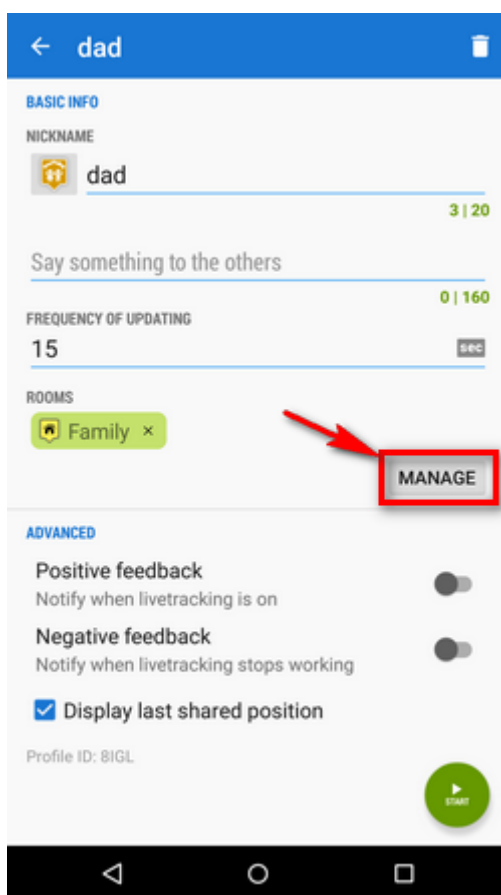 dad
BASIC INFO
NICKNAME
dad
3 | 20
Say something to the others
0 | 160
FREQUENCY OF UPDATING
15 sec
ROOMS
Family ×
MANAGE
ADVANCED
Positive feedback
Notify when livetracking is on
Negative feedback
Notify when livetracking stops working
Display last shared position
Profile ID: 8IGL
START